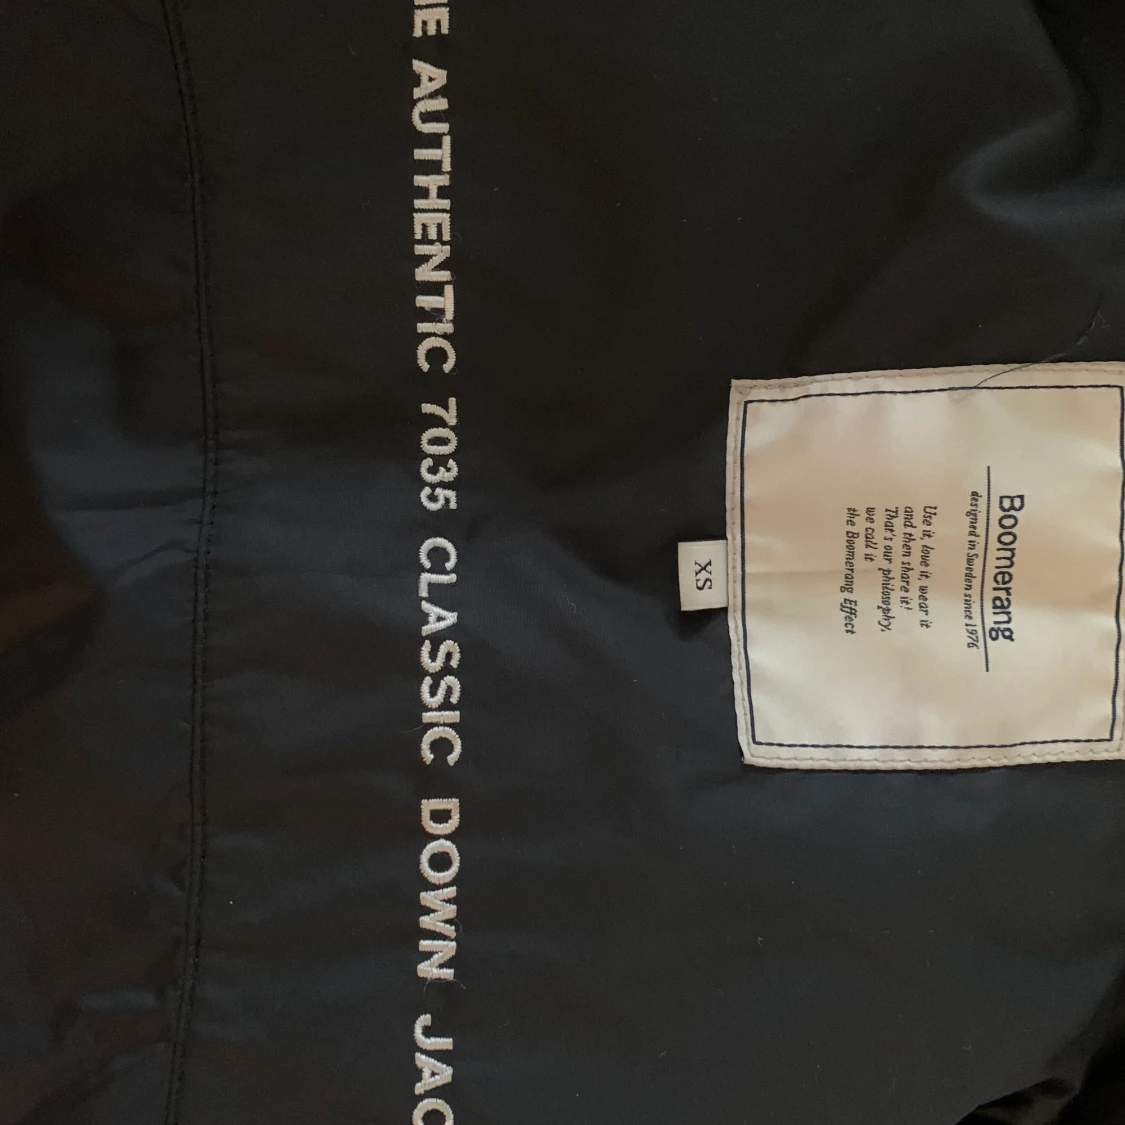 Boomerang
designed in Sweden since 1976
Use it, love it, wear it
and then share it!
That's our philosophy,
we call it
the Boomerang Effect
XS
AUTHENTIC 7035 CLASSIC DOWN